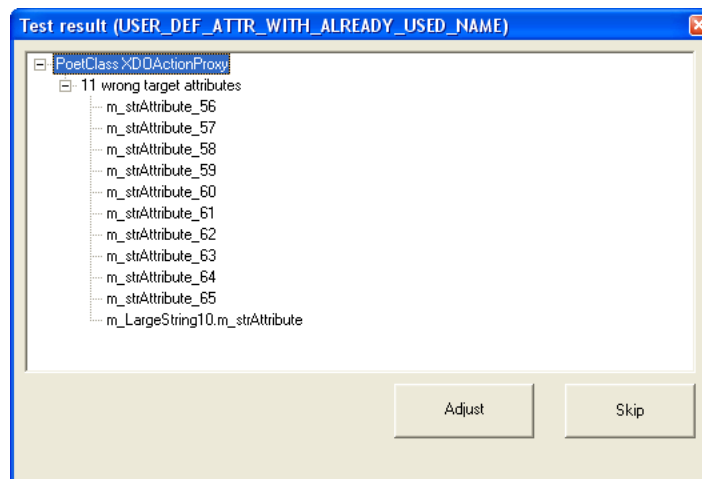 Test result (USER_DEF_ATTR_WITH_ALREADY_USED_NAME)
PoetClass XDOActionProxy
11 wrong target attributes
m_strAttribute_56
m_strAttribute_57
m_strAttribute_58
m_strAttribute_59
m_strAttribute_60
m_strAttribute_61
m_strAttribute_62
m_strAttribute_63
m_strAttribute_64
m_strAttribute_65
m_LargeString10.m_strAttribute
Adjust
Skip